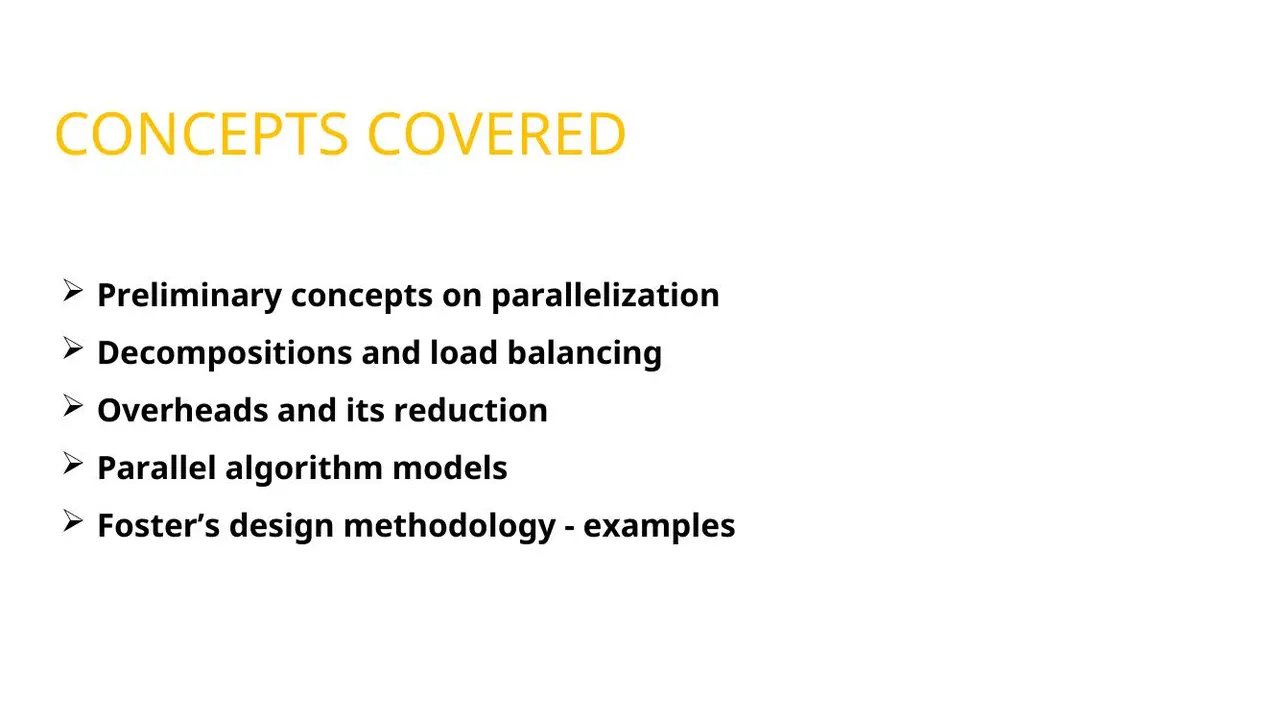 CONCEPTS COVERED
➢ Preliminary concepts on parallelization
➢ Decompositions and load balancing
➢ Overheads and its reduction
➢ Parallel algorithm models
➢ Foster’s design methodology - examples